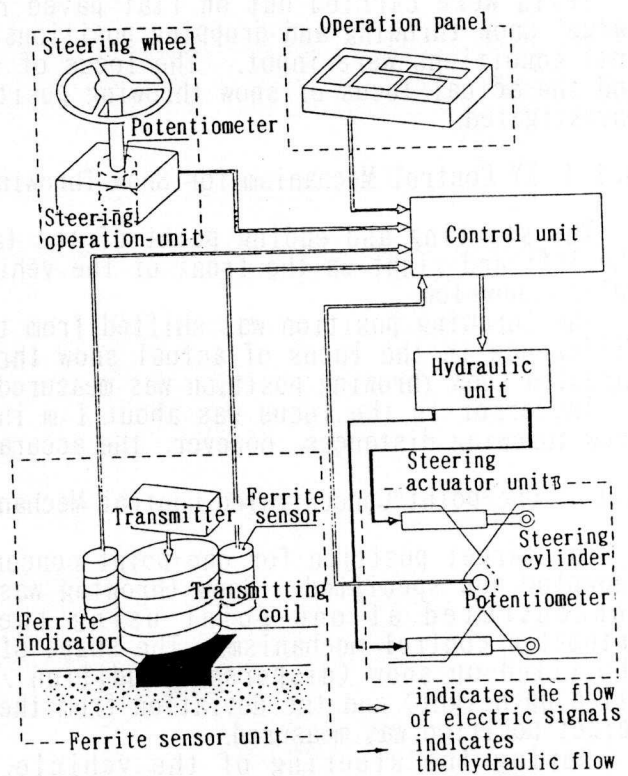 Steering wheel
Operation panel
Potentiometer
Steering
operation-unit
Control unit
Hydraulic
unit
Steering
actuator units
Transmitter
Ferrite
sensor
Steering
cylinder
Potentiometer
Transmitting
coil
Ferrite
indicator
Ferrite sensor unit
indicates the flow
of electric signals
indicates
the hydraulic flow